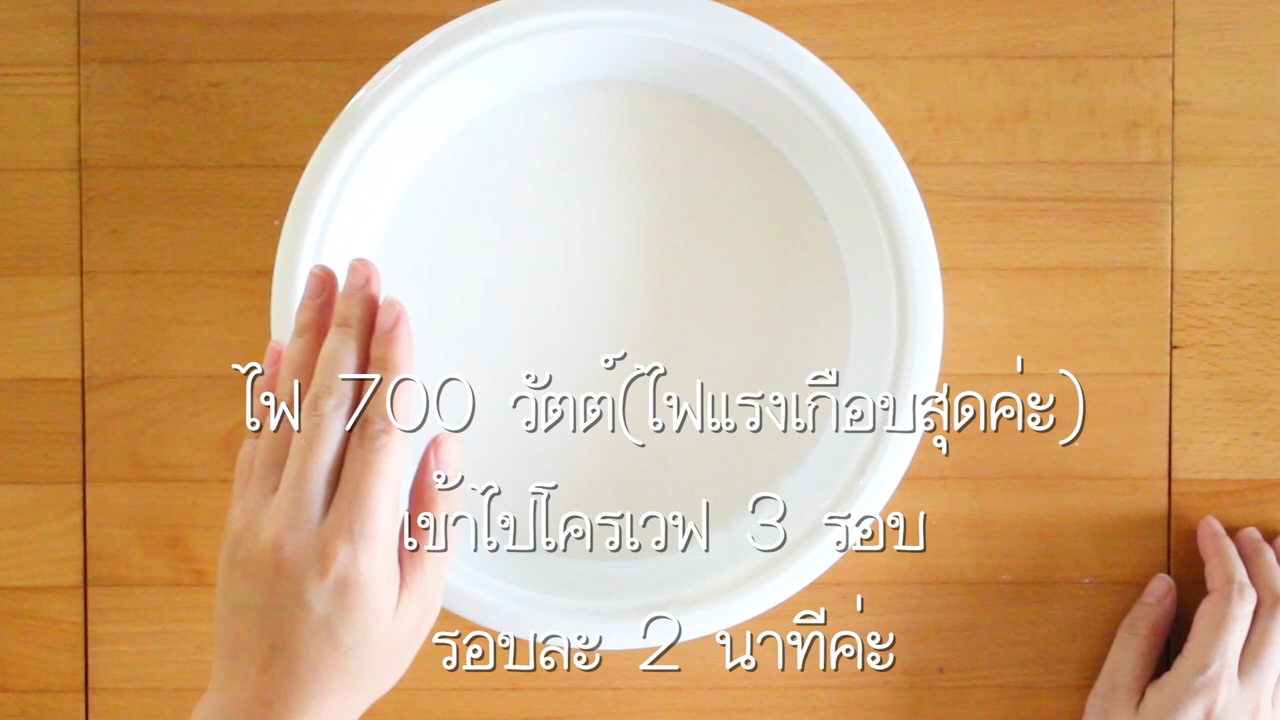 ไฟ 700 วัตต์(ไฟแรงเกือบสุดค่ะ)
เข้าไปโครเวฟ 3 รอบ
รอบละ 2 นาทีค่ะ